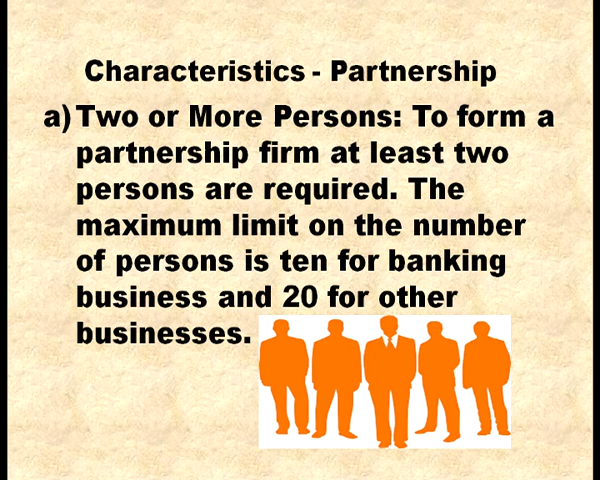 Characteristics - Partnership
a) Two or More Persons: To form a
partnership firm at least two
persons are required. The
maximum limit on the number
of persons is ten for banking
business and 20 for other
businesses.